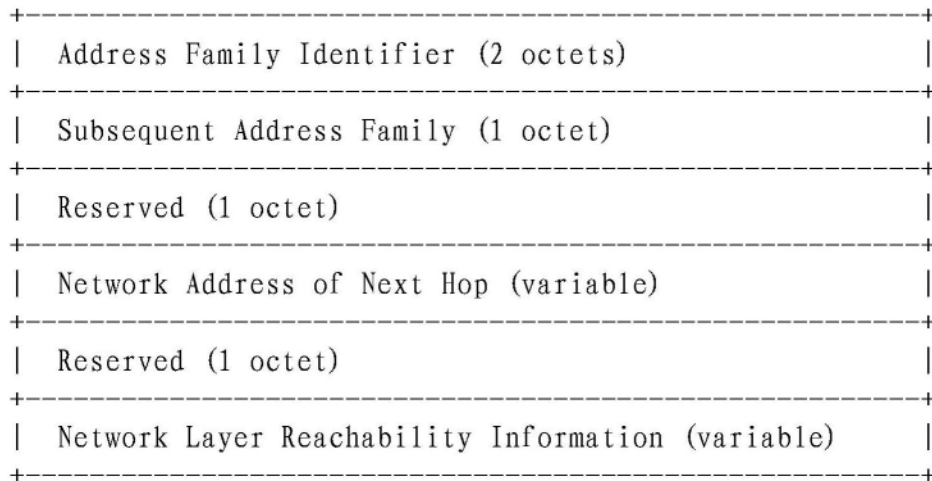 Address Family Identifier (2 octets)
Subsequent Address Family (1 octet)
Reserved (1 octet)
Network Address of Next Hop (variable)
Reserved (1 octet)
Network Layer Reachability Information (variable)